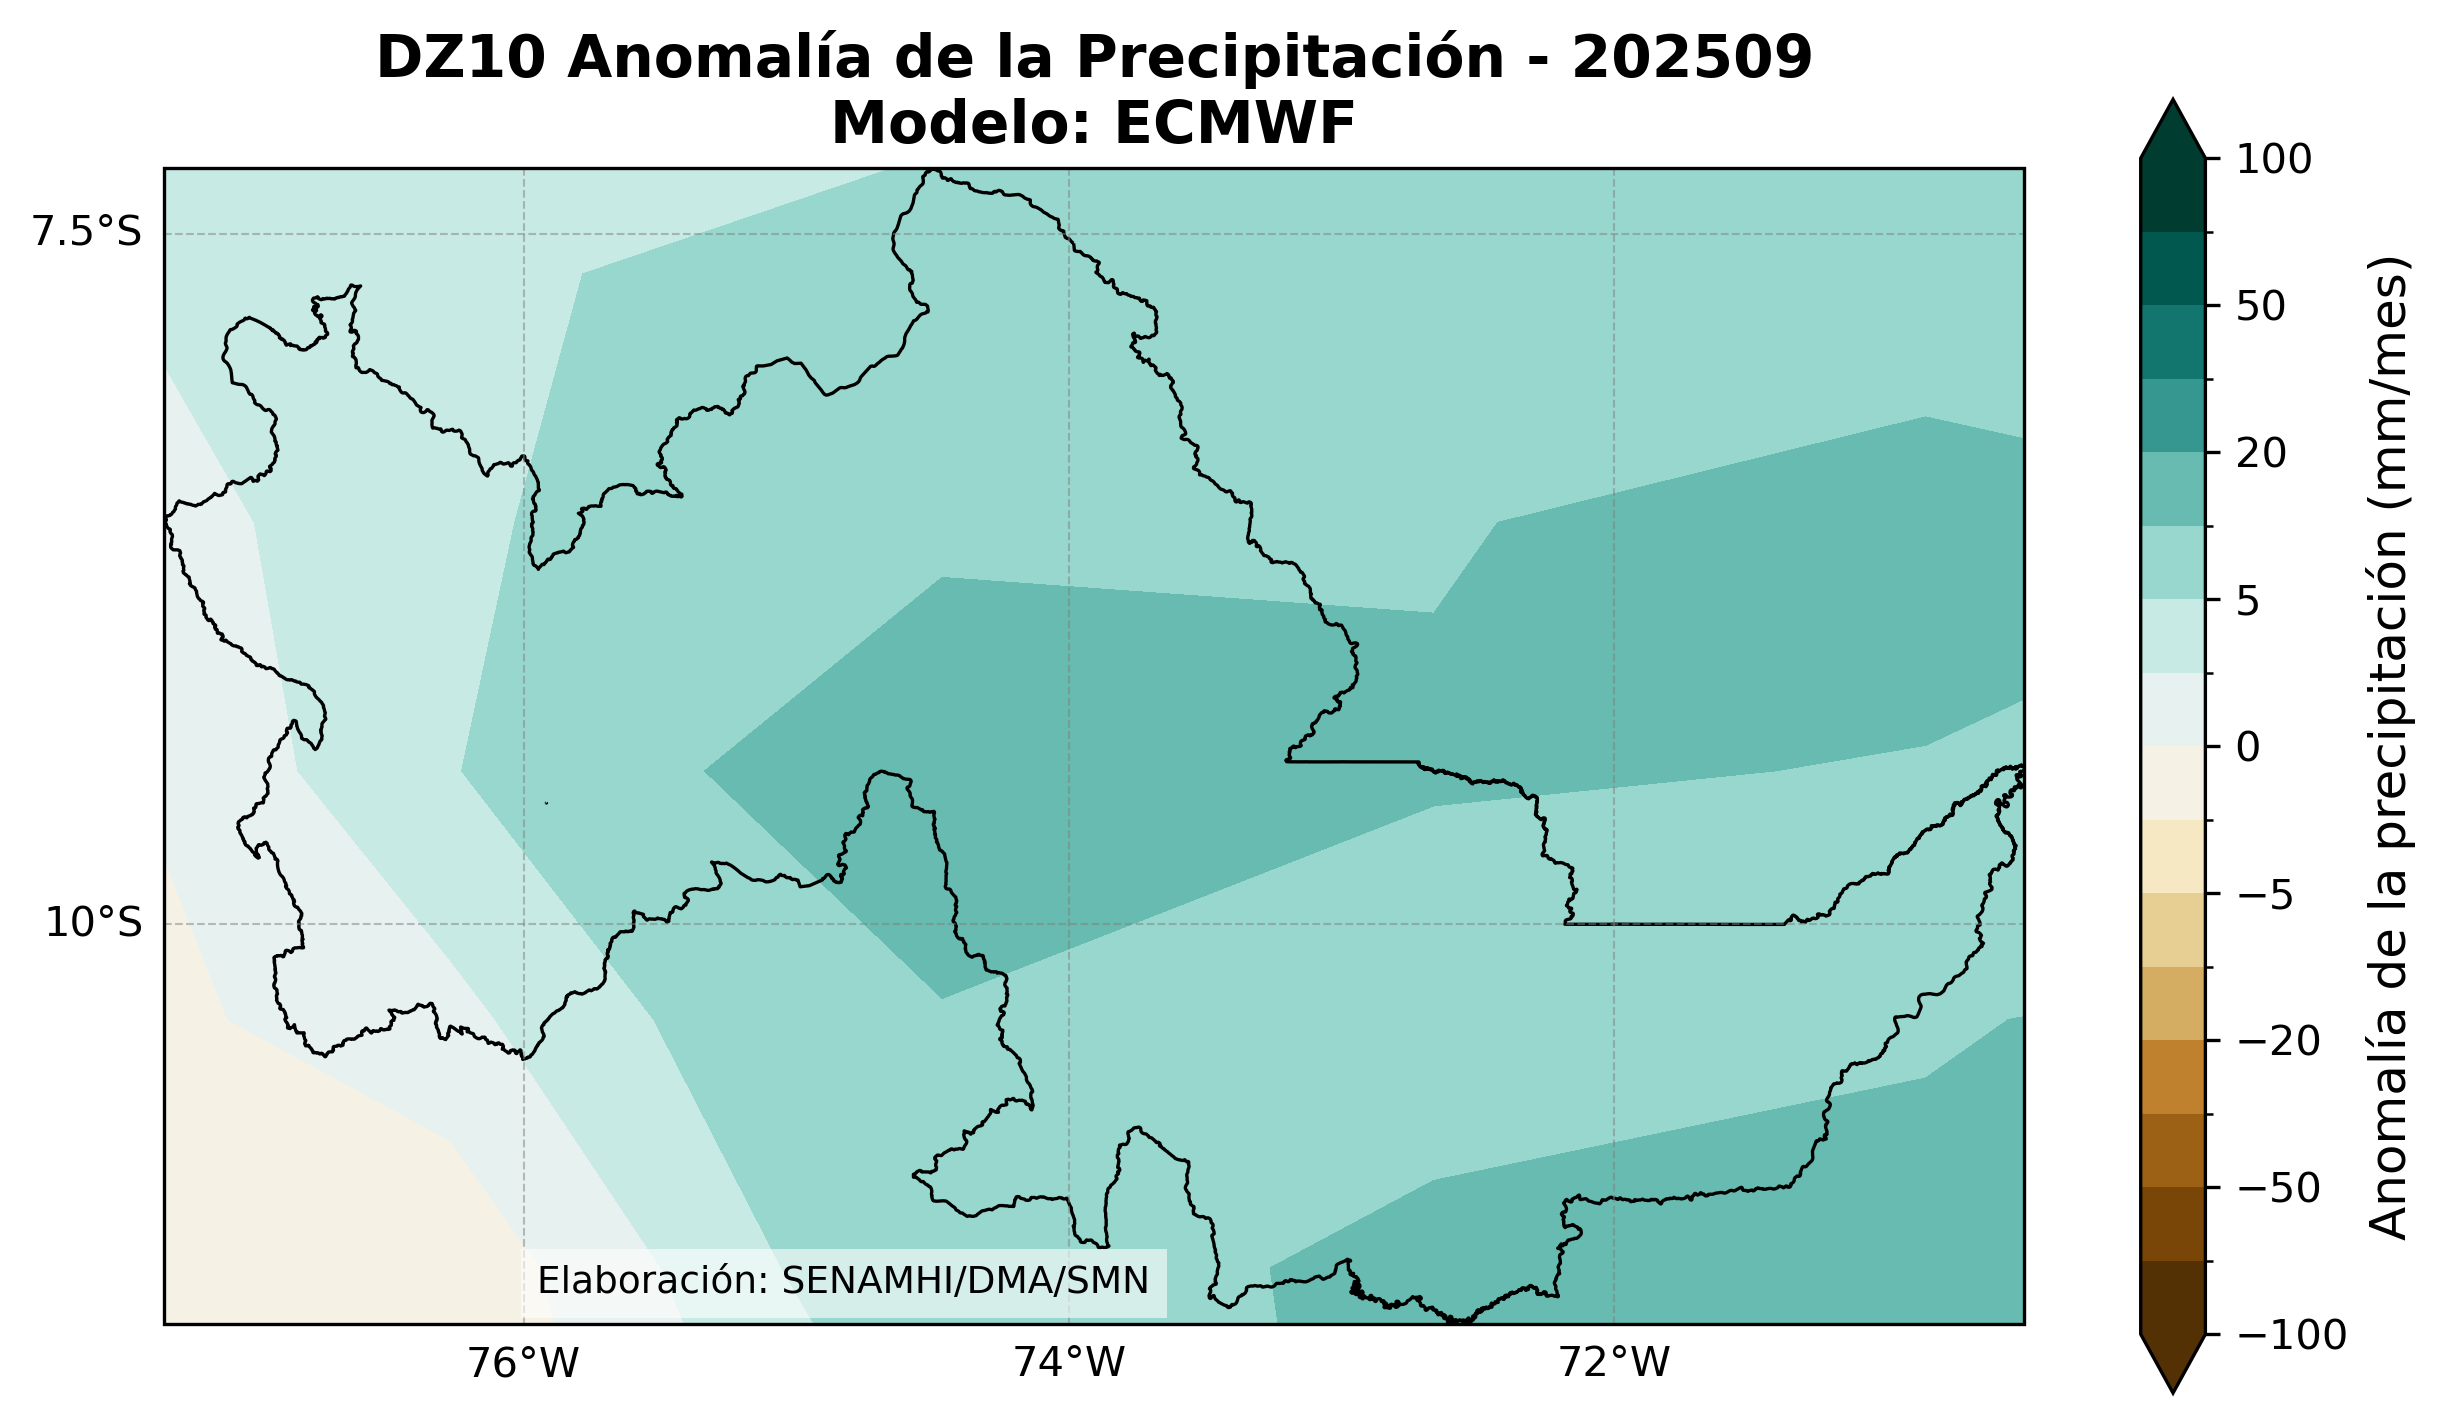 DZ10 Anomalía de la Precipitación - 202509
Modelo: ECMWF
7.5°S
10°S
76°W
74°W
72°W
Elaboración: SENAMHI/DMA/SMN
100
50
20
5
0
−5
−20
−50
−100
Anomalía de la precipitación (mm/mes)